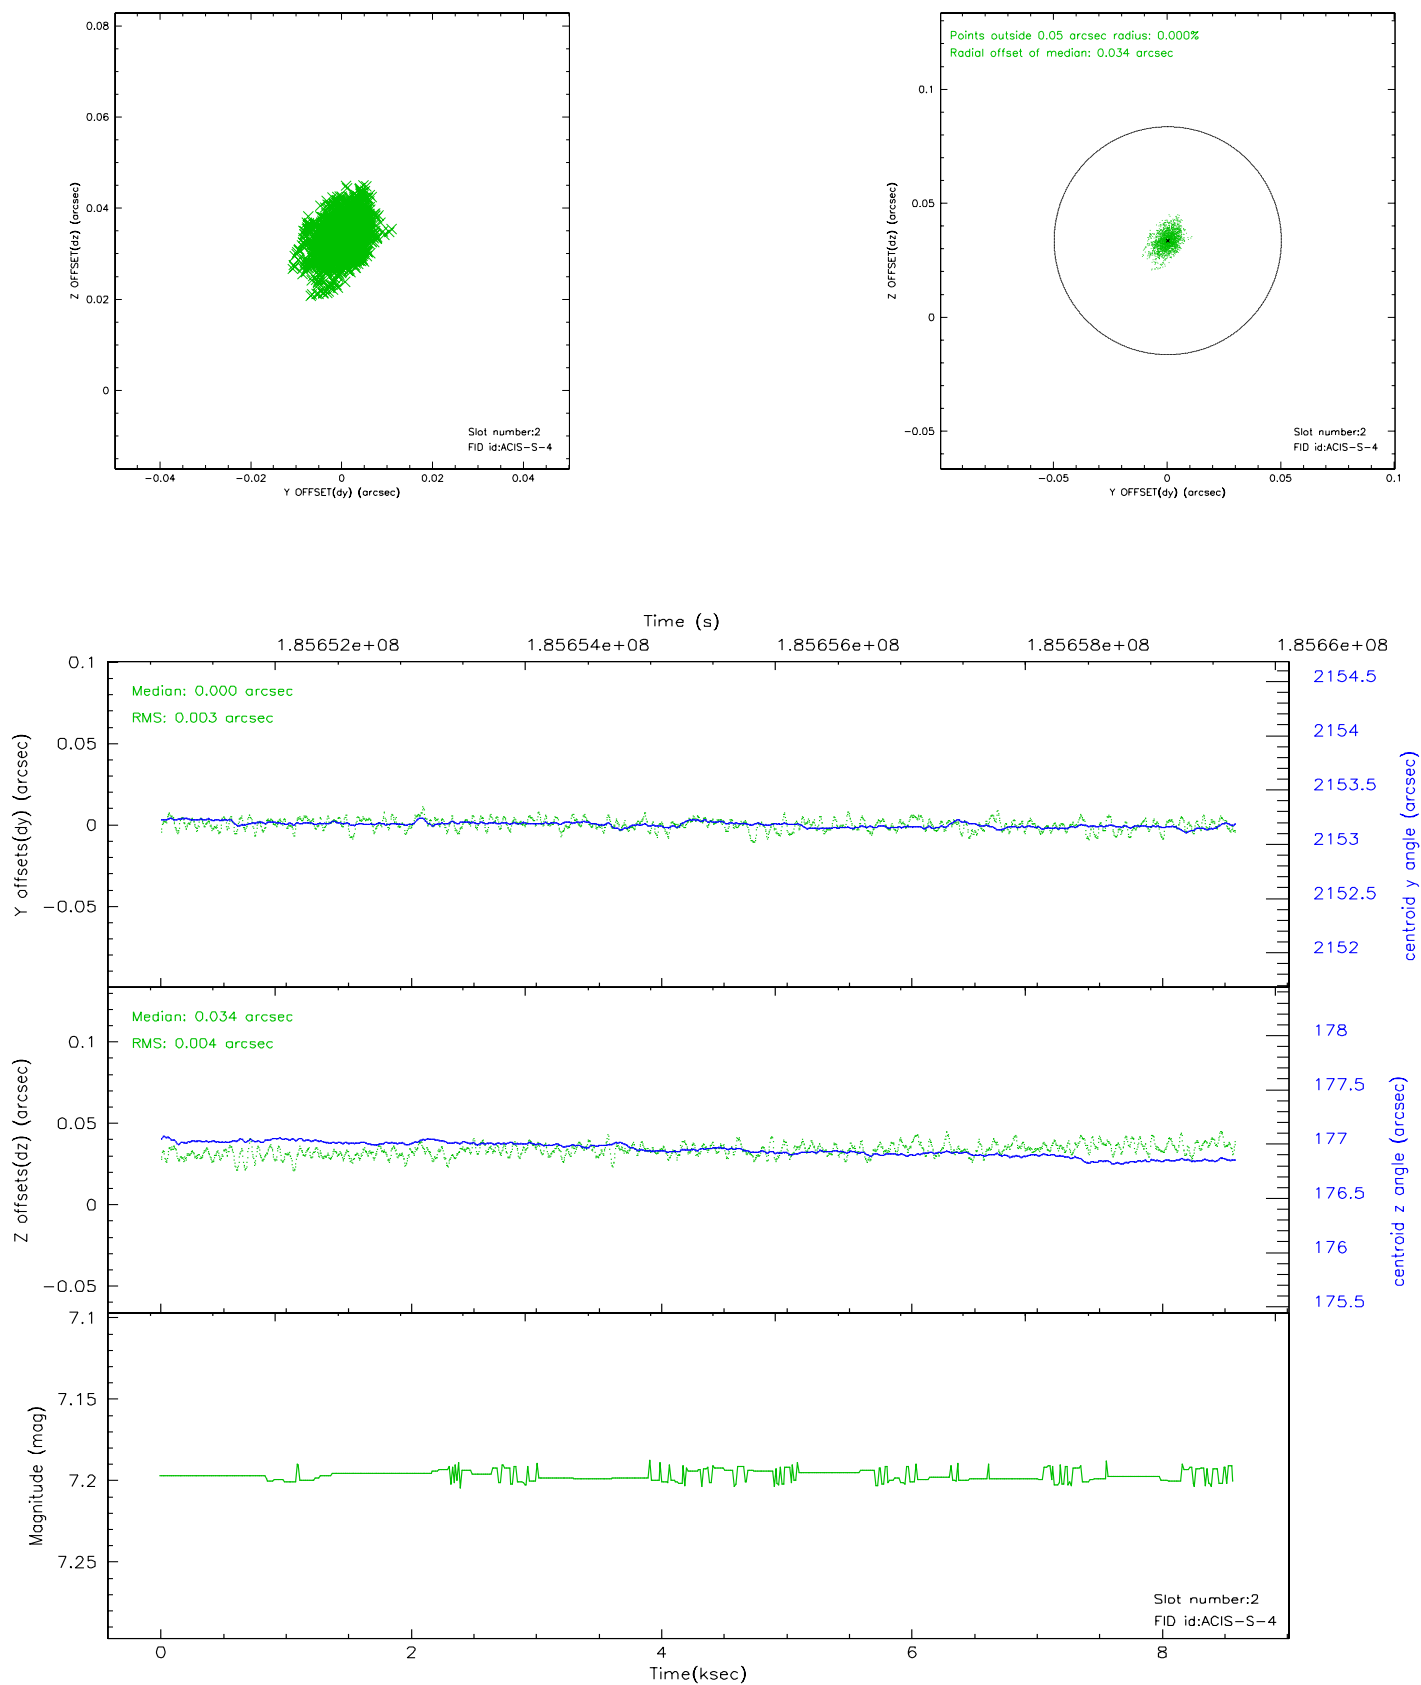 0.08
0.06
0.04
0.02
0
Z OFFSET(dz) (arcsec)
Slot number:2
FID id:ACIS-S-4
-0.04
-0.02
0
0.02
0.04
Y OFFSET(dy) (arcsec)
Points outside 0.05 arcsec radius: 0.000%
Radial offset of median: 0.034 arcsec
0.1
0.05
0
-0.05
Z OFFSET(dz) (arcsec)
Slot number:2
FID id:ACIS-S-4
-0.05
0
0.05
0.1
Y OFFSET(dy) (arcsec)
Time (s)
1.85652e+08
1.85654e+08
1.85656e+08
1.85658e+08
1.8566e+08
0.1
0.05
0
-0.05
Y offsets(dy) (arcsec)
Median: 0.000 arcsec
RMS: 0.003 arcsec
2154.5
2154
2153.5
2153
2152.5
2152
centroid y angle (arcsec)
0.1
0.05
0
-0.05
Z offsets(dz) (arcsec)
Median: 0.034 arcsec
RMS: 0.004 arcsec
178
177.5
177
176.5
176
175.5
centroid z angle (arcsec)
7.1
7.15
7.2
7.25
Magnitude (mag)
Slot number:2
FID id:ACIS-S-4
0
2
4
6
8
Time(ksec)